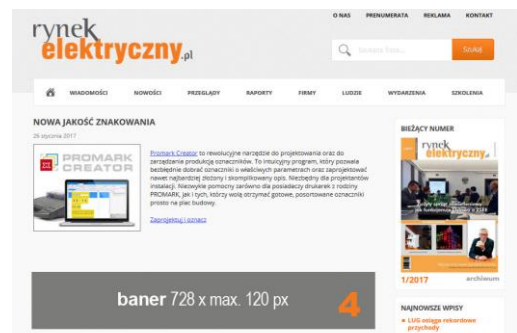 O NAS PRENUMERATA REKLAMA KONTAKT
rynek
elektryczny.pl
Szukaj
WIADOMOŚCI NOWOŚCI PRZEGLĄDY RAPORTY FIRMY LUDZIE WYDARZENIA SZKOLENIA
NOWA JAKOŚĆ ZNAKOWANIA
26 stycznia 2017
PROMARK
CREATOR
Promark Creator to rewolucyjne narzędzie do projektowania oraz do
zarządzania produkcją oznaczników. To intuicyjny program, który pozwala
bezbłędnie dobrać oznaczniki o właściwych parametrach oraz zaprojektować
nawet najbardziej złożony i skomplikowany opis. Niezbędny dla projektantów
instalacji. Niezwykle pomocny zarówno dla posiadaczy drukarek z rodziny
PROMARK, jak i tych, którzy wolą otrzymać gotowe, posortowane oznaczniki
prosto na plac budowy.
Zaprojektuj i oznacz
baner 728 x max. 120 px 4
BIEŻĄCY NUMER
rynek
elektryczny
1/2017 archiwum
NAJNOWSZE WPISY
LUG osiąga rekordowe
przychody